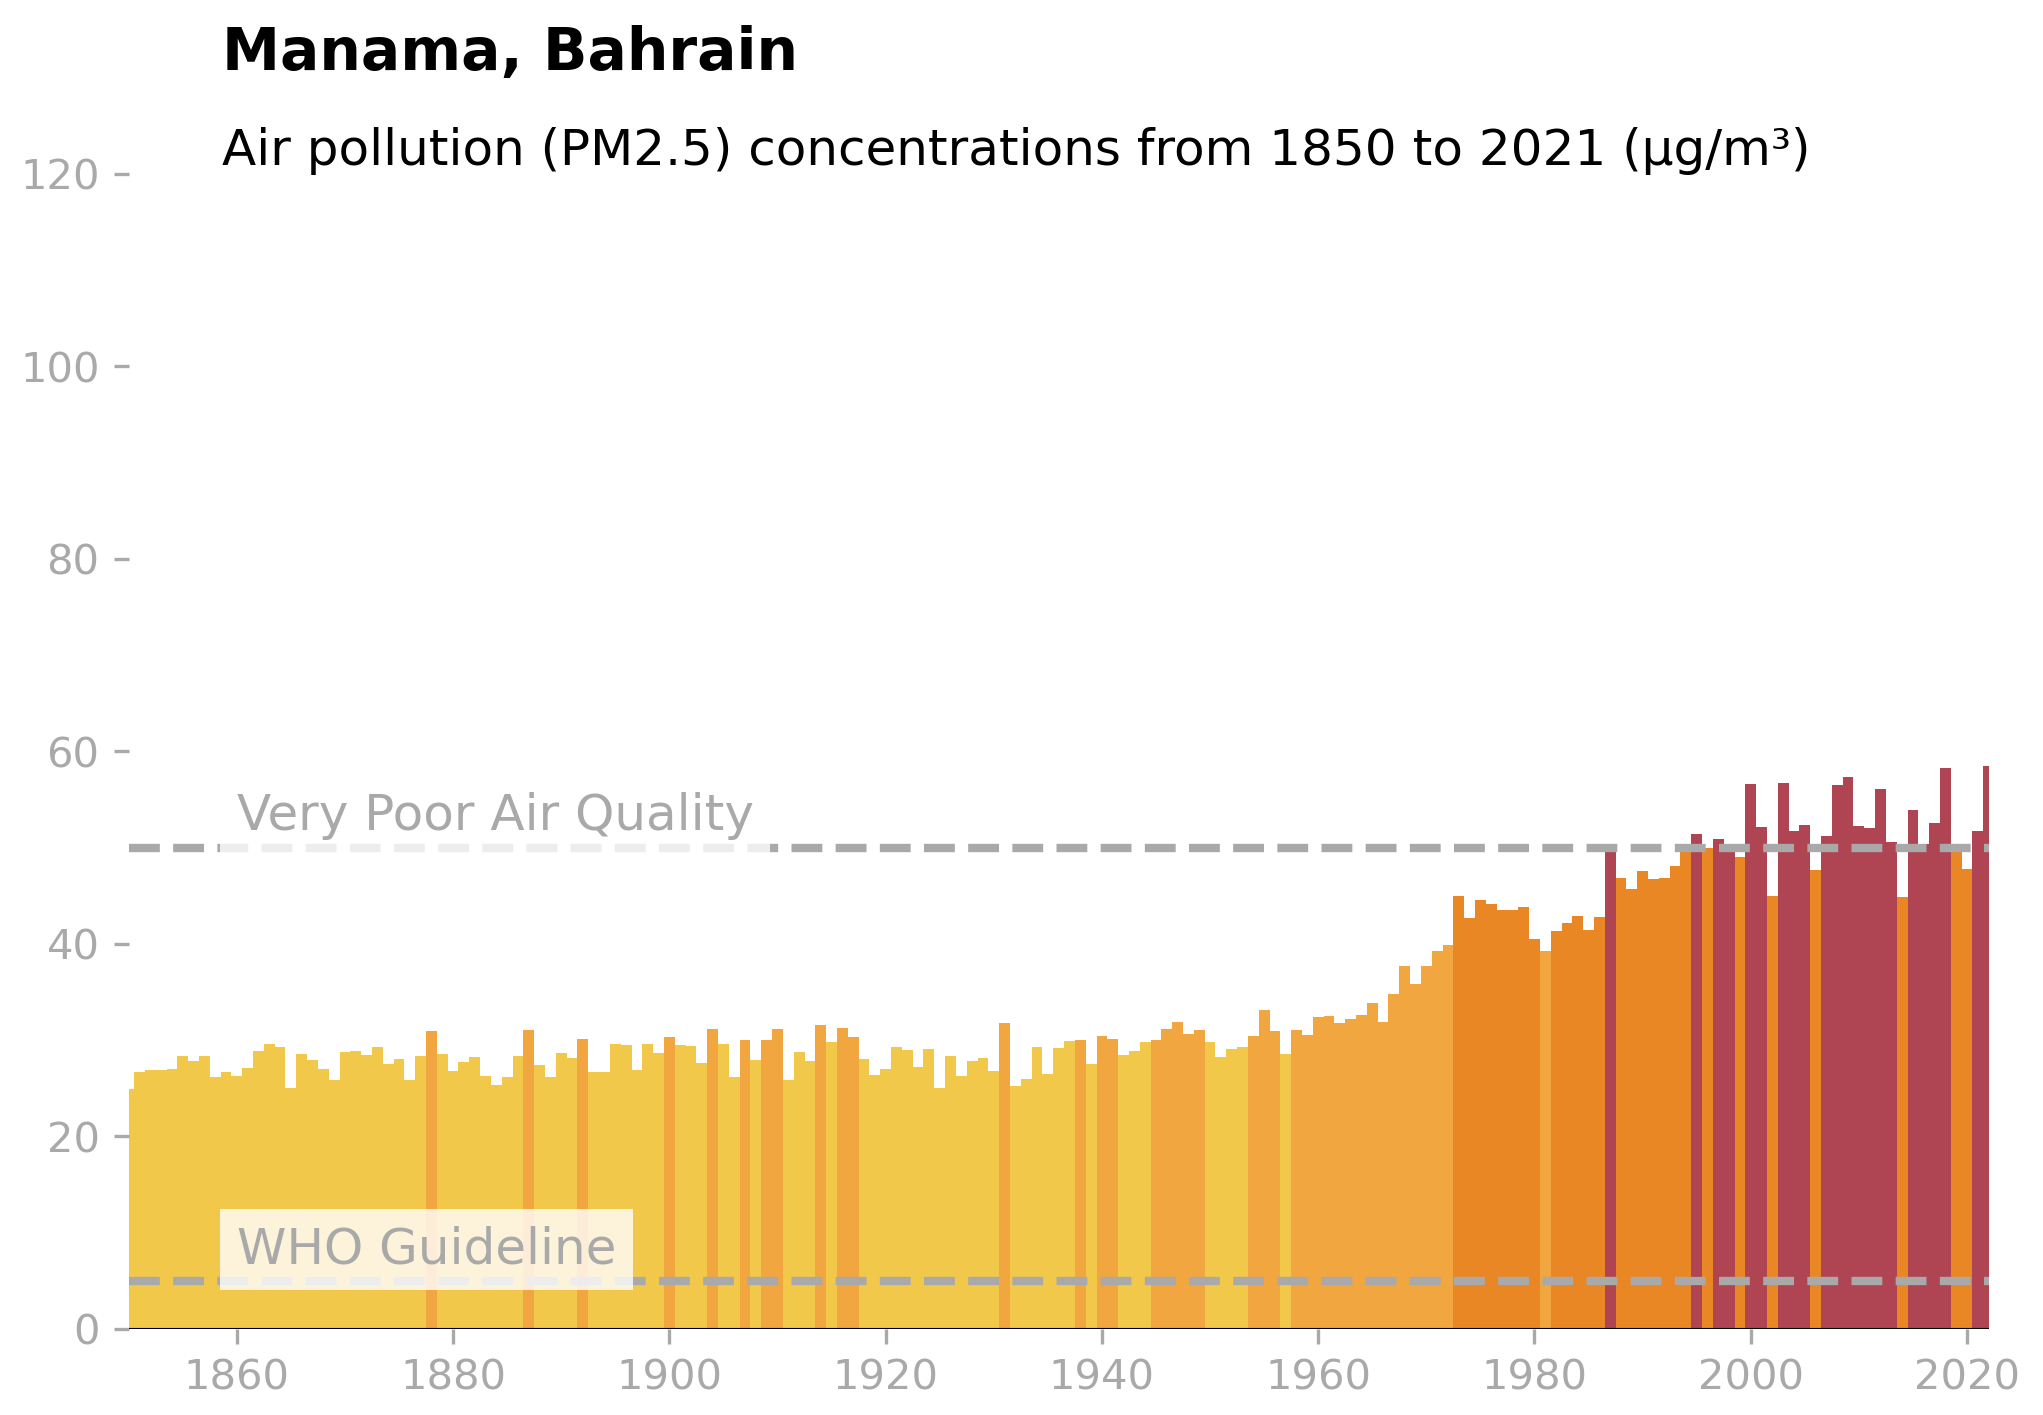 Manama, Bahrain
Air pollution (PM2.5) concentrations from 1850 to 2021 (μg/m³)
120
100
80
60
Very Poor Air Quality
40
20
WHO Guideline
0
1860 1880 1900 1920 1940 1960 1980 2000 2020